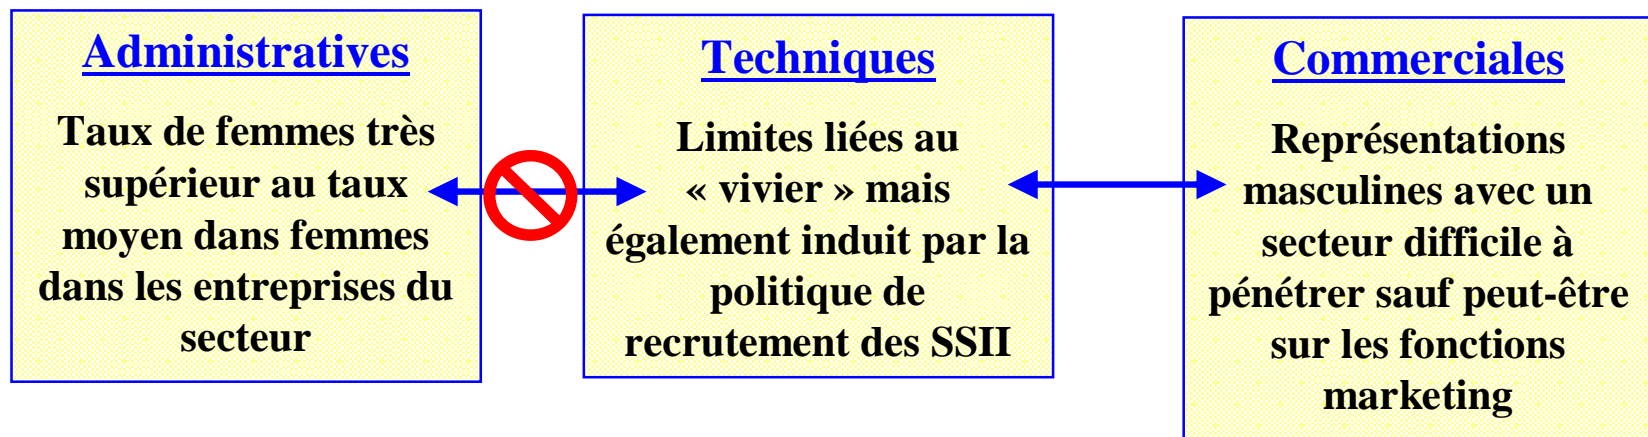 Administratives
Taux de femmes très
supérieur au taux
moyen dans femmes
dans les entreprises du
secteur
Techniques
Limites liées au
« vivier » mais
également induit par la
politique de
recrutement des SSII
Commerciales
Représentations
masculines avec un
secteur difficile à
pénétrer sauf peut-être
sur les fonctions
marketing